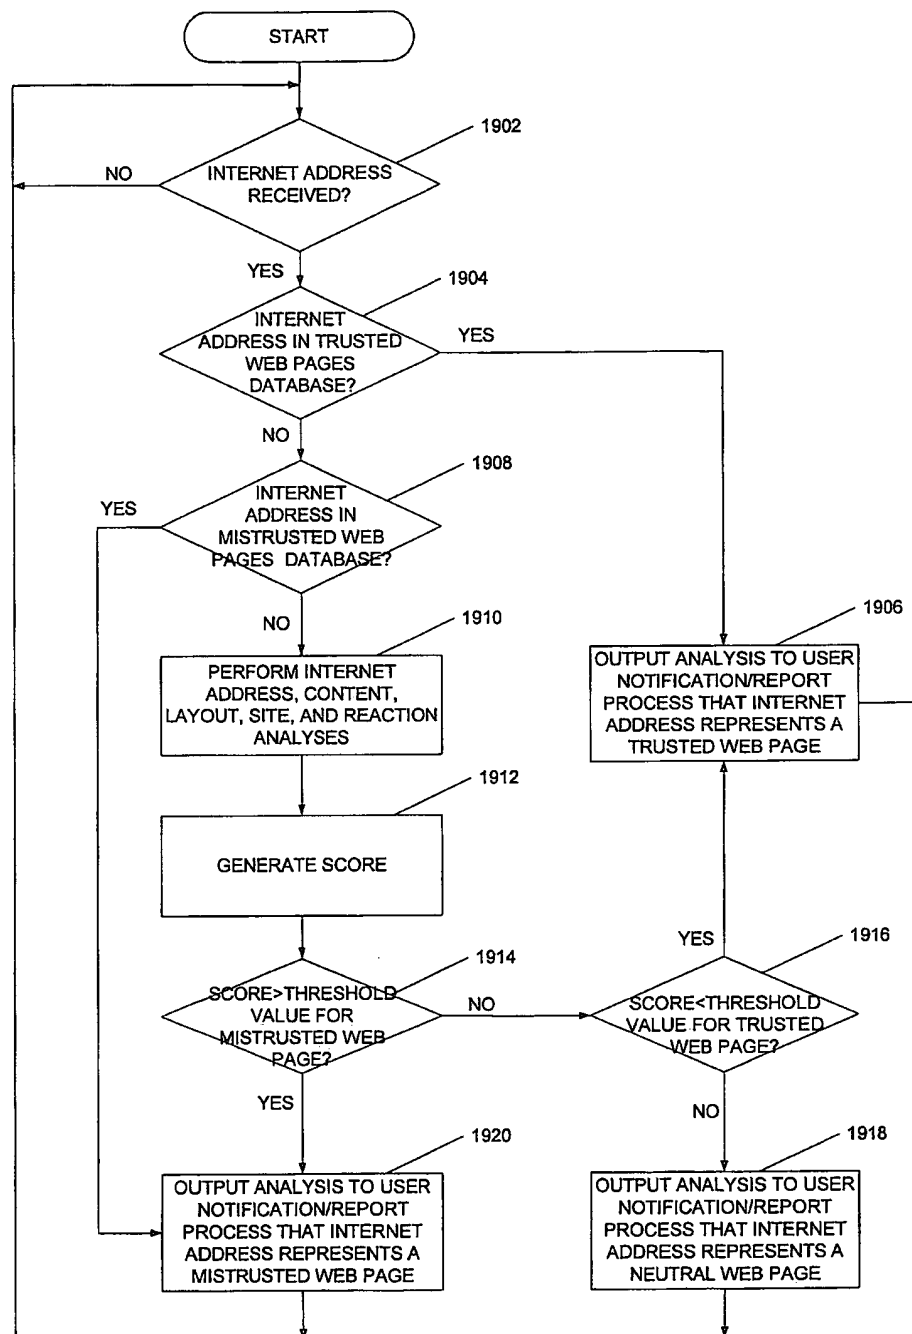 START
1902
INTERNET ADDRESS
RECEIVED?
NO
YES
1904
INTERNET
ADDRESS IN TRUSTED
WEB PAGES
DATABASE?
YES
NO
1908
INTERNET
ADDRESS IN
MISTRUSTED WEB
PAGES DATABASE?
YES
NO
1910
PERFORM INTERNET
ADDRESS, CONTENT,
LAYOUT, SITE, AND REACTION
ANALYSES
1906
OUTPUT ANALYSIS TO USER
NOTIFICATION/REPORT
PROCESS THAT INTERNET
ADDRESS REPRESENTS A
TRUSTED WEB PAGE
1912
GENERATE SCORE
1914
SCORE>THRESHOLD
VALUE FOR
MISTRUSTED WEB
PAGE?
NO
YES
YES
1916
SCORE<THRESHOLD
VALUE FOR TRUSTED
WEB PAGE?
NO
1920
OUTPUT ANALYSIS TO USER
NOTIFICATION/REPORT
PROCESS THAT INTERNET
ADDRESS REPRESENTS A
MISTRUSTED WEB PAGE
1918
OUTPUT ANALYSIS TO USER
NOTIFICATION/REPORT
PROCESS THAT INTERNET
ADDRESS REPRESENTS A
NEUTRAL WEB PAGE